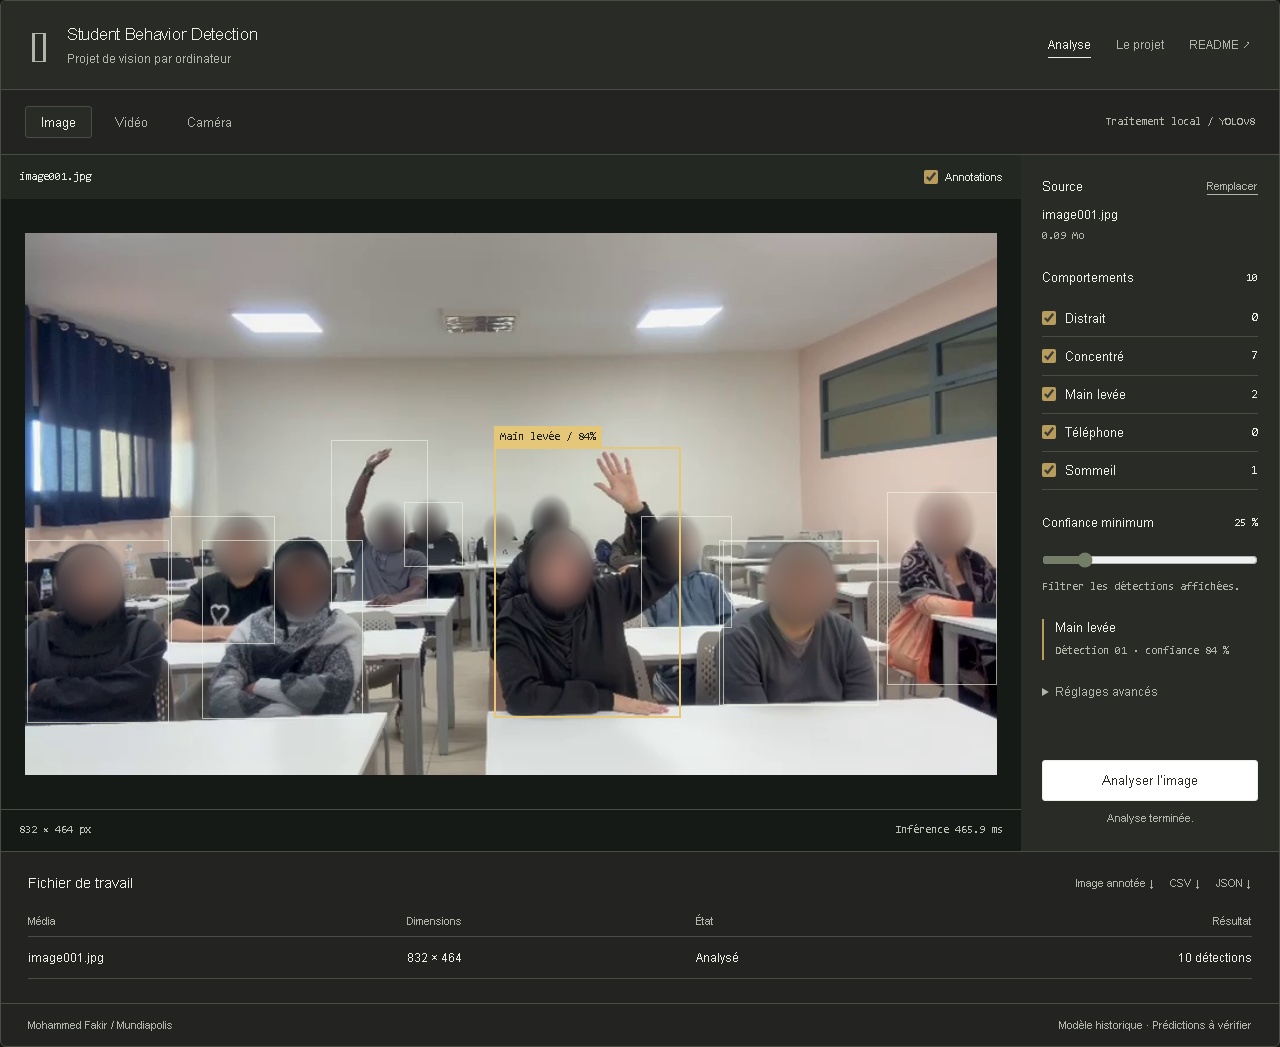 Student Behavior Detection
Projet de vision par ordinateur
Analyse
Le projet
README ↗
Image
Vidéo
Caméra
Traitement local / YOLOv8
image001.jpg
Annotations
Main levée / 84%
832 × 464 px
Inférence 465.9 ms
Source
Remplacer
image001.jpg
0.09 Mo
Comportements 10
Distrait 0
Concentré 7
Main levée 2
Téléphone 0
Sommeil 1
Confiance minimum 25 %
Filtrer les détections affichées.
Main levée
Détection 01 · confiance 84 %
Réglages avancés
Analyser l'image
Analyse terminée.
Fichier de travail
Image annotée ↓ CSV ↓ JSON ↓
Média Dimensions État Résultat
image001.jpg 832 × 464 Analysé 10 détections
Mohammed Fakir / Mundiapolis
Modèle historique · Prédictions à vérifier